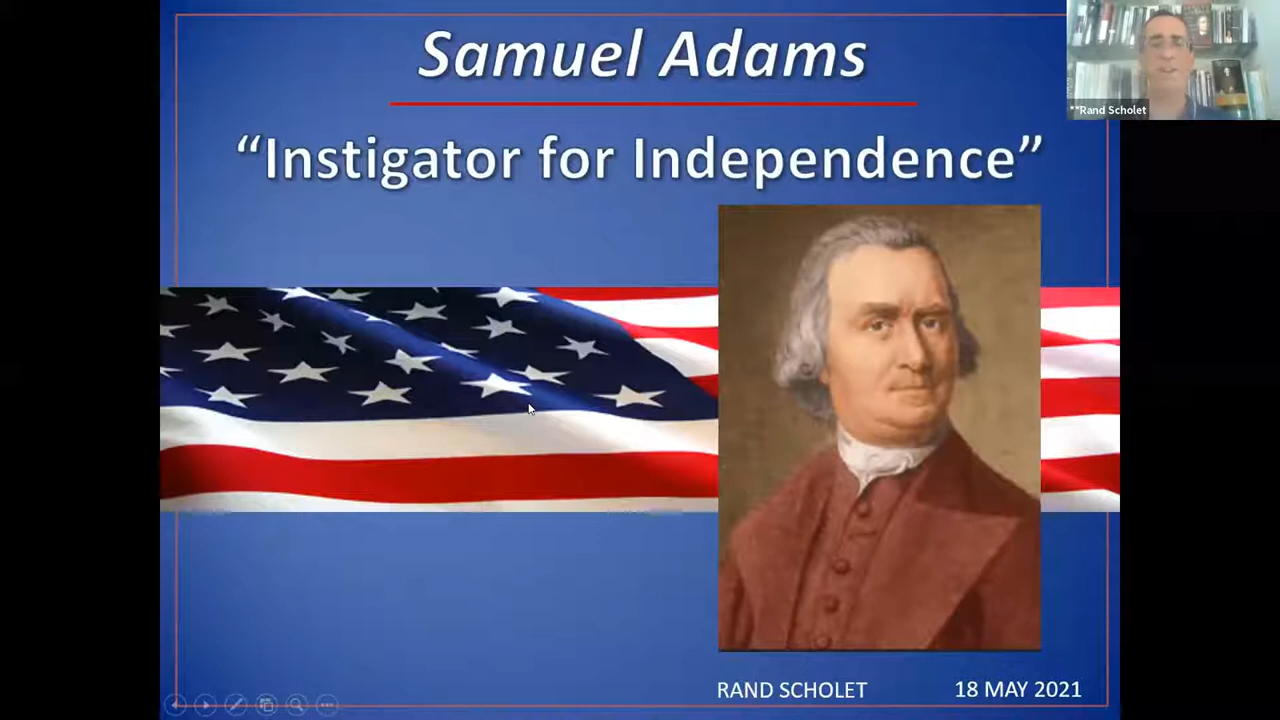 Samuel Adams
“Instigator for Independence”
**Rand Scholet
RAND SCHOLET
18 MAY 2021